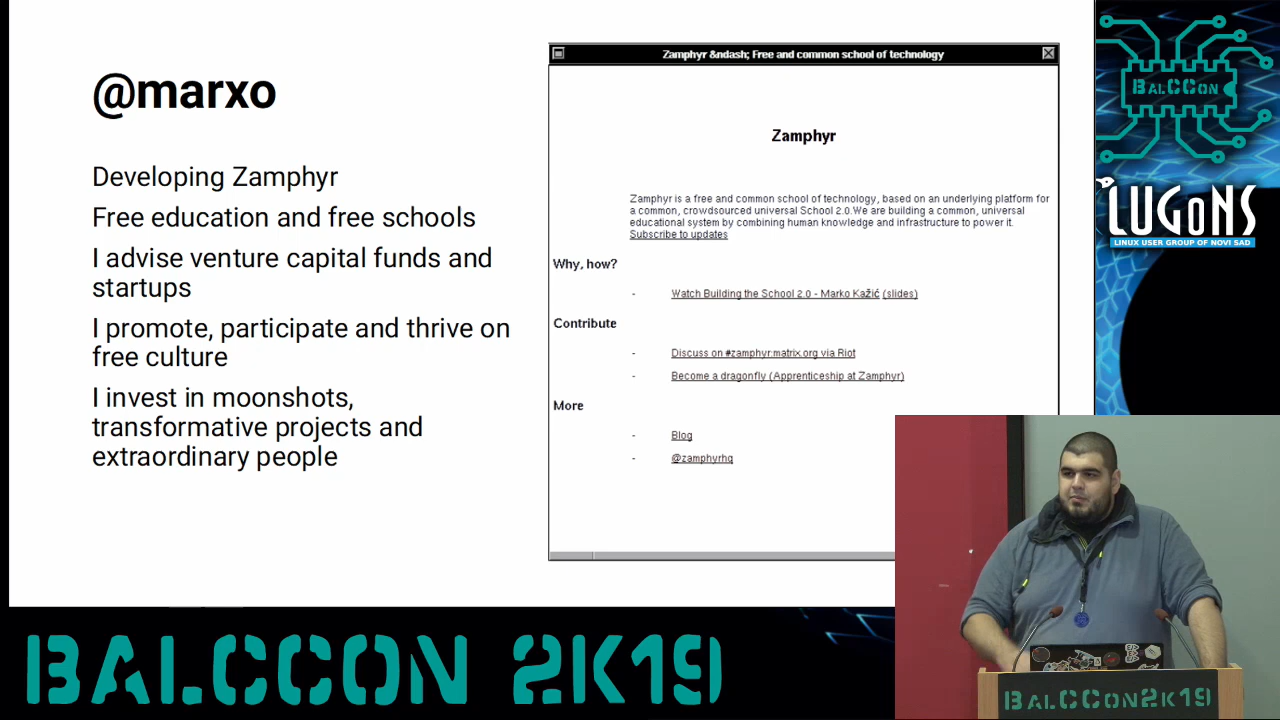 @marxo
Developing Zamphyr
Free education and free schools
I advise venture capital funds and
startups
I promote, participate and thrive on
free culture
I invest in moonshots,
transformative projects and
extraordinary people
Zamphyr &ndash; Free and common school of technology
Zamphyr
Zamphyr is a free and common school of technology, based on an underlying platform for
a common, crowdsourced universal School 2.0.We are building a common, universal
educational system by combining human knowledge and infrastructure to power it.
Subscribe to updates
Why, how?
- Watch Building the School 2.0 - Marko Kažić (slides)
Contribute
- Discuss on #zamphyr:matrix.org via Riot
- Become a dragonfly (Apprenticeship at Zamphyr)
More
- Blog
- @zamphyrhq
BALCCON
LUGONS
LINUX USER GROUP OF NOVI SAD
BALCCON 2K19
BALCCON2K19